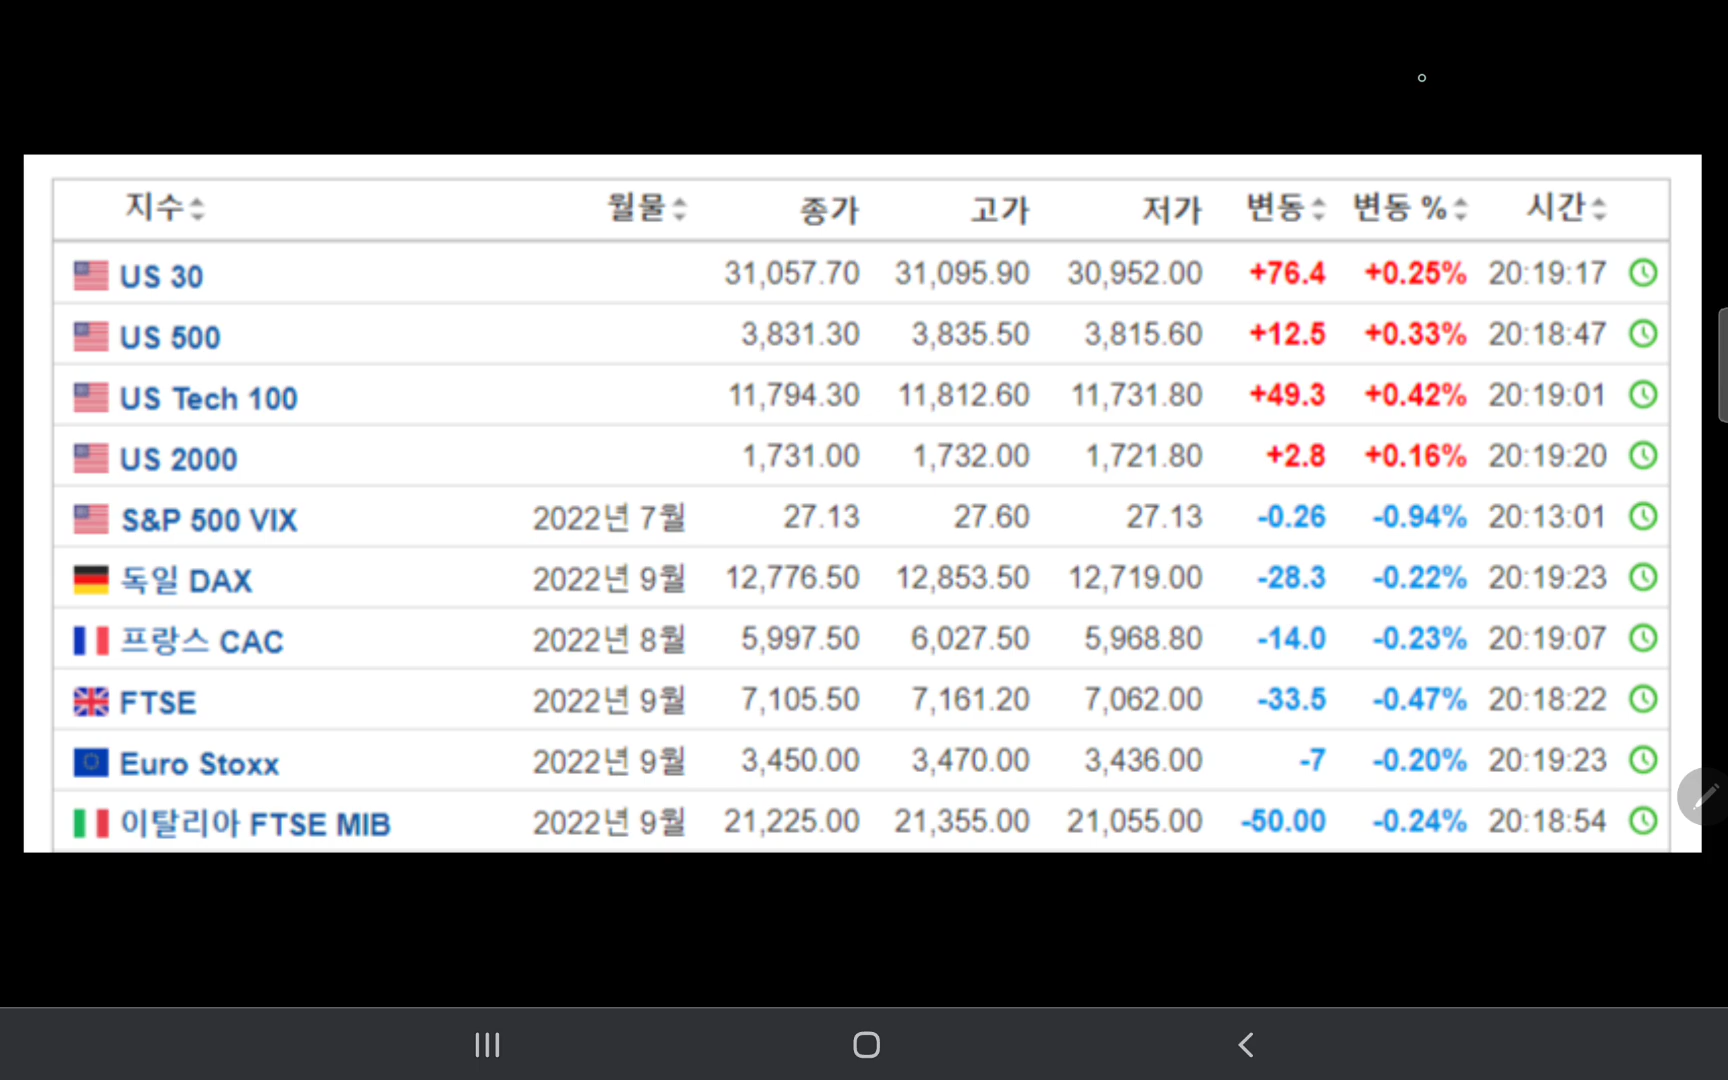 지수 월물 종가 고가 저가 변동 변동 % 시간
US 30 31,057.70 31,095.90 30,952.00 +76.4 +0.25% 20:19:17
US 500 3,831.30 3,835.50 3,815.60 +12.5 +0.33% 20:18:47
US Tech 100 11,794.30 11,812.60 11,731.80 +49.3 +0.42% 20:19:01
US 2000 1,731.00 1,732.00 1,721.80 +2.8 +0.16% 20:19:20
S&P 500 VIX 2022년 7월 27.13 27.60 27.13 -0.26 -0.94% 20:13:01
독일 DAX 2022년 9월 12,776.50 12,853.50 12,719.00 -28.3 -0.22% 20:19:23
프랑스 CAC 2022년 8월 5,997.50 6,027.50 5,968.80 -14.0 -0.23% 20:19:07
FTSE 2022년 9월 7,105.50 7,161.20 7,062.00 -33.5 -0.47% 20:18:22
Euro Stoxx 2022년 9월 3,450.00 3,470.00 3,436.00 -7 -0.20% 20:19:23
이탈리아 FTSE MIB 2022년 9월 21,225.00 21,355.00 21,055.00 -50.00 -0.24% 20:18:54